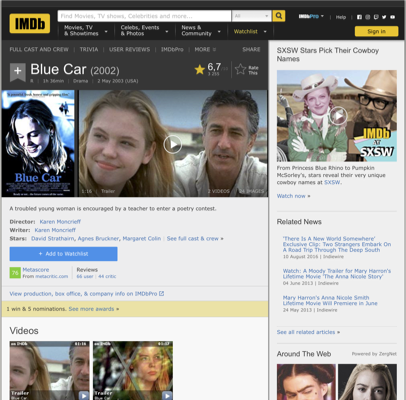 IMDb
Find Movies, TV shows, Celebrities and more...
All
IMDbPro
Help
Movies, TV & Showtimes
Celebs, Events & Photos
News & Community
Watchlist
Sign in
FULL CAST AND CREW | TRIVIA | USER REVIEWS | IMDbPro | MORE
SHARE
Blue Car (2002)
6,7
Rate This
1h 36min | Drama | 2 May 2003 (USA)
Blue Car
1:16 | Trailer
2 VIDEOS
IMAGES
A troubled young woman is encouraged by a teacher to enter a poetry contest.
Director: Karen Moncrieff
Writer: Karen Moncrieff
Stars: David Strathairn, Agnes Bruckner, Margaret Colin | See full cast & crew »
+ Add to Watchlist
Metascore
From metacritic.com
Reviews
66 user | 44 critic
View production, box office, & company info on IMDbPro
1 win & 5 nominations. See more awards »
Videos
01:16
Trailer
Blue Car
Trailer
Blue Car
SXSW Stars Pick Their Cowboy Names
IMDb
AT
SXSW
From Princess Blue Rhino to Pumpkin McSorley's, stars reveal their very unique cowboy names at SXSW.
Watch now »
Related News
'There Is A New World Somewhere' Exclusive Clip: Two Strangers Embark On A Road Trip Through The Deep South
10 August 2016 | Indiewire
Watch: A Moody Trailer for Mary Harron's Lifetime Movie 'The Anna Nicole Story'
04 June 2013 | Indiewire
Mary Harron's Anna Nicole Smith Lifetime Movie Will Premiere in June
24 May 2013 | Indiewire
See all related articles »
Around The Web
Powered by ZergNet